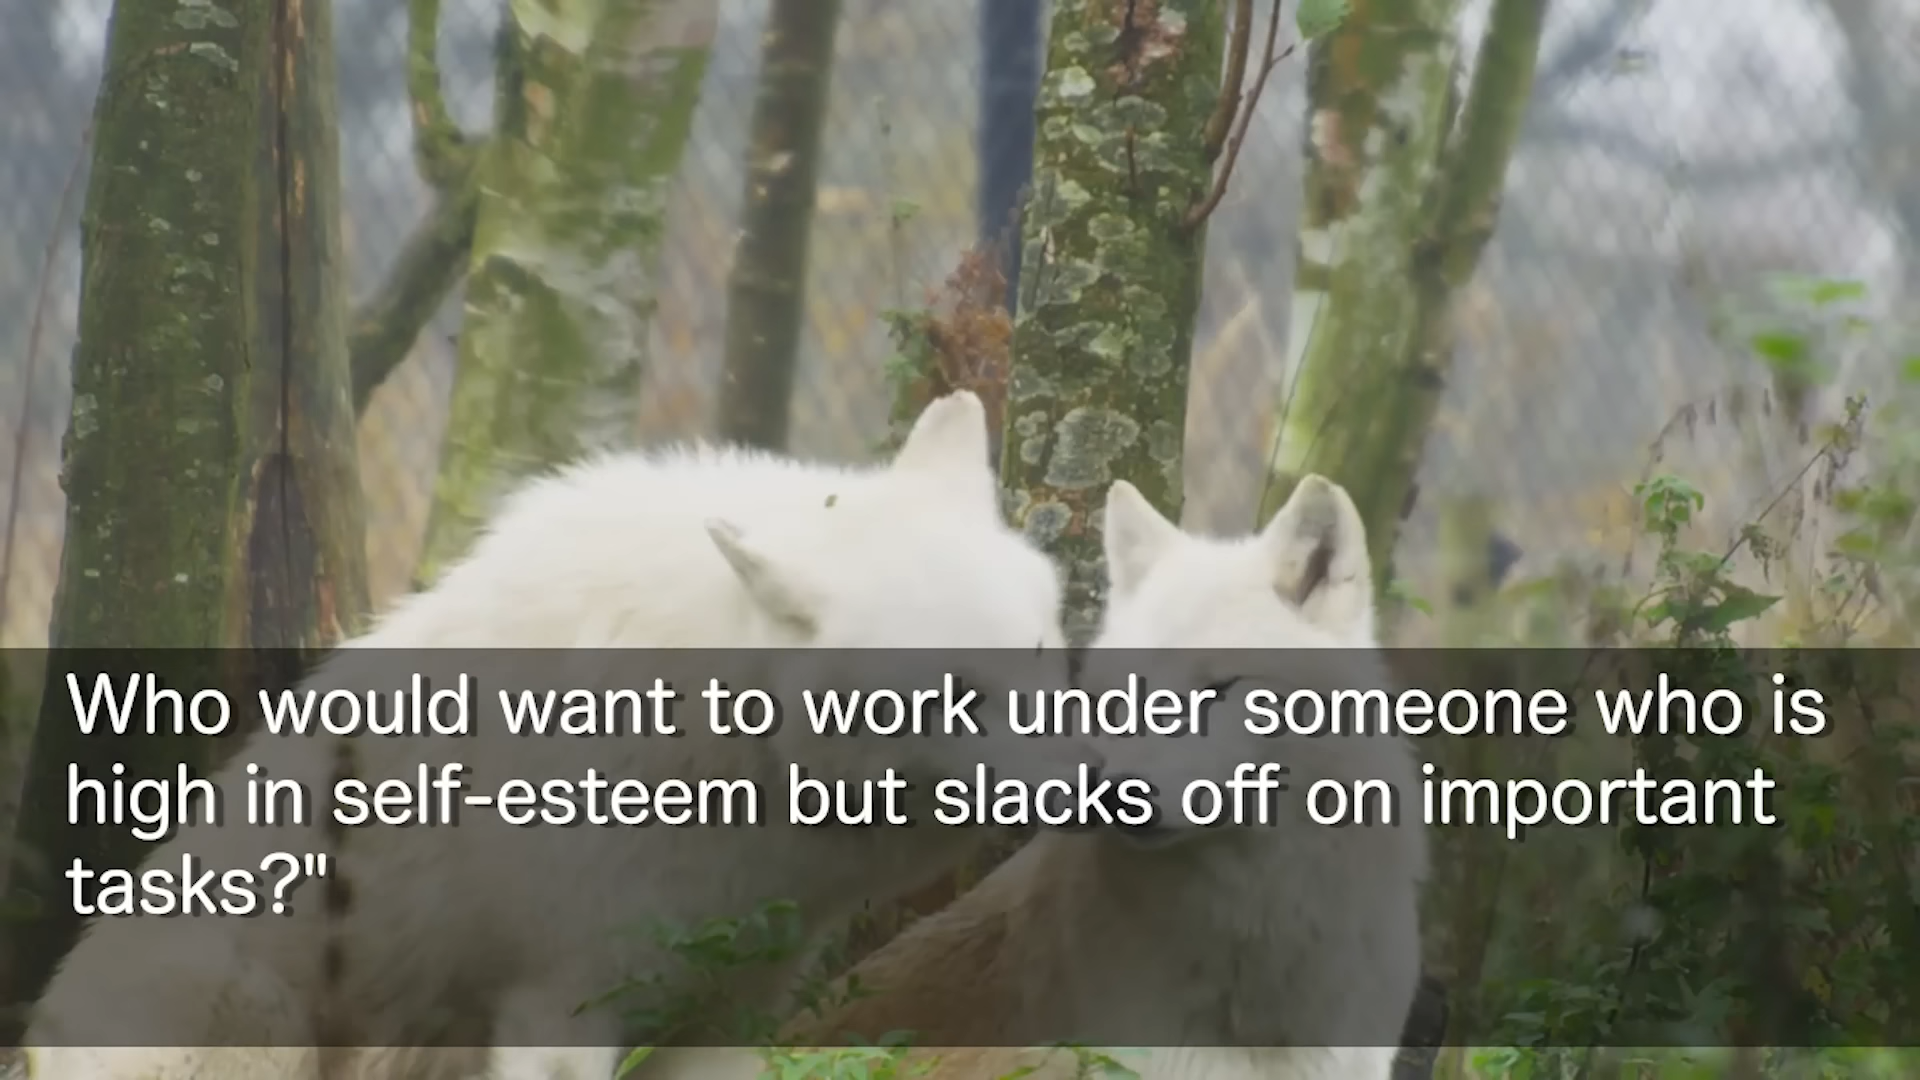 Who would want to work under someone who is
high in self-esteem but slacks off on important
tasks?"